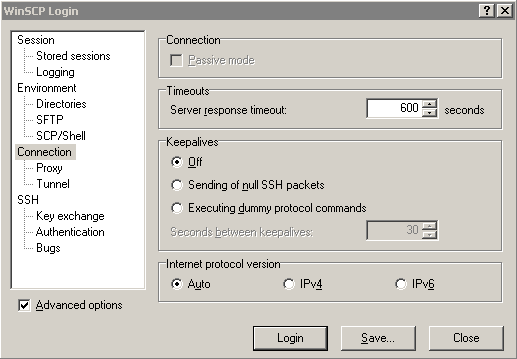 WinSCP Login
Session
Stored sessions
Logging
Environment
Directories
SFTP
SCP/Shell
Connection
Proxy
Tunnel
SSH
Key exchange
Authentication
Bugs
Advanced options
Connection
Passive mode
Timeouts
Server response timeout: 600 seconds
Keepalives
Off
Sending of null SSH packets
Executing dummy protocol commands
Seconds between keepalives: 30
Internet protocol version
Auto IPv4 IPv6
Login Save... Close